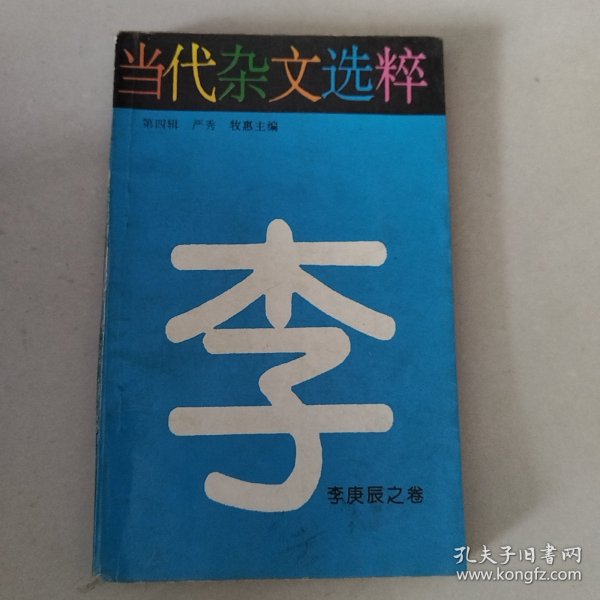 当代杂文选粹
第四辑 严秀 牧惠主编
李
李庚辰之卷
孔夫子旧书网
www.kongfz.com